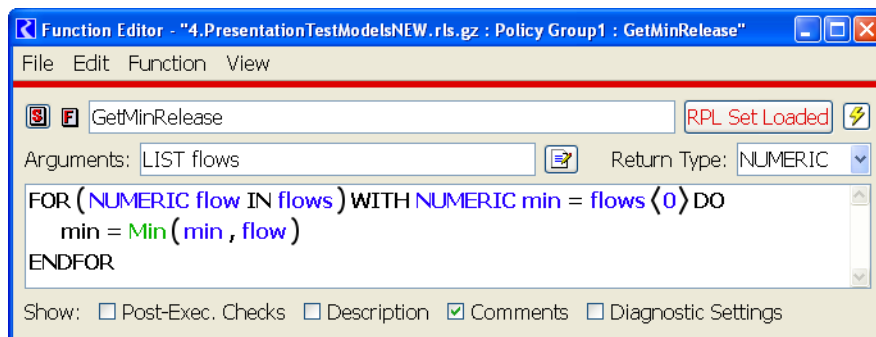 Function Editor - "4.PresentationTestModelsNEW.rls.gz : Policy Group1 : GetMinRelease"
File Edit Function View
S F GetMinRelease RPL Set Loaded
Arguments: LIST flows Return Type: NUMERIC
FOR ( NUMERIC flow IN flows ) WITH NUMERIC min = flows ⟨0⟩ DO
min = Min ( min , flow )
ENDFOR
Show: Post-Exec. Checks Description Comments Diagnostic Settings